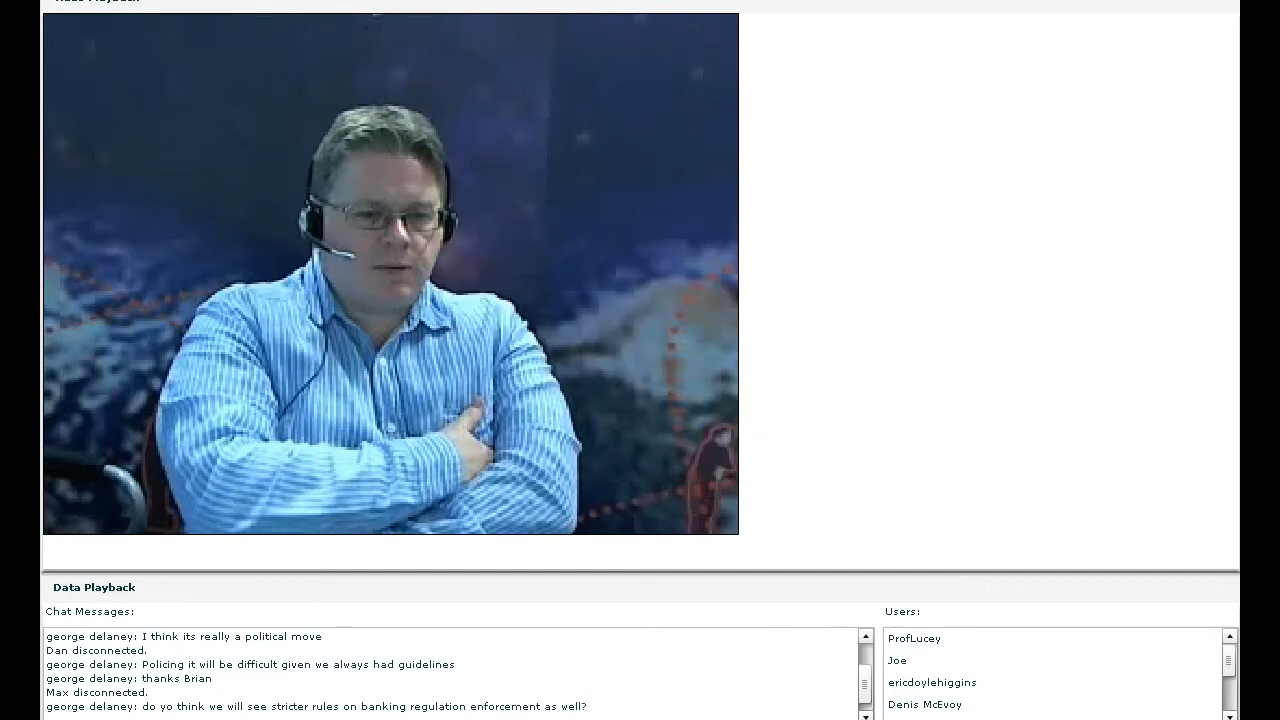 Data Playback
Chat Messages:
Users:
george delaney: I think its really a political move
Dan disconnected.
george delaney: Policing it will be difficult given we always had guidelines
george delaney: thanks Brian
Max disconnected.
george delaney: do yo think we will see stricter rules on banking regulation enforcement as well?
ProfLucey
Joe
ericdoylehiggins
Denis McEvoy